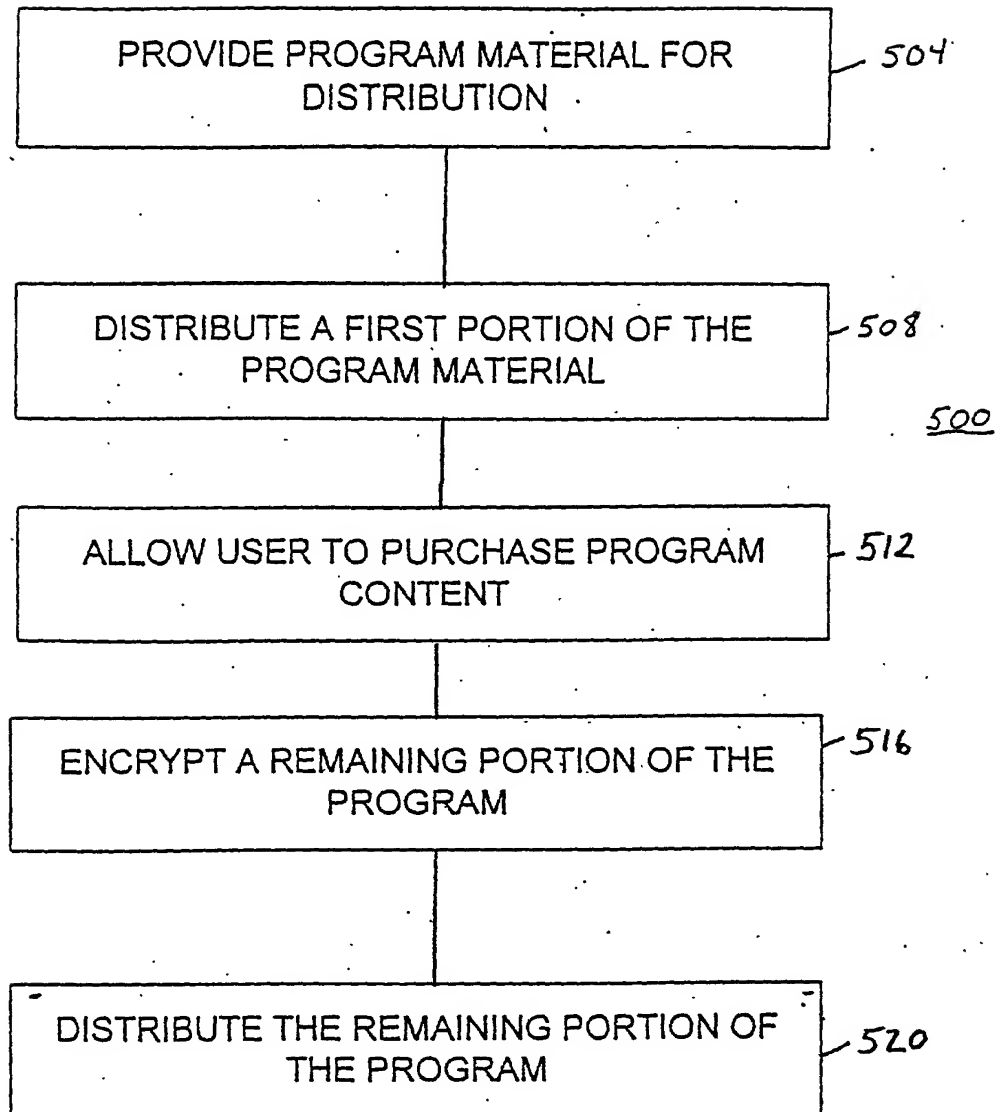 PROVIDE PROGRAM MATERIAL FOR
DISTRIBUTION
504
DISTRIBUTE A FIRST PORTION OF THE
PROGRAM MATERIAL
508
500
ALLOW USER TO PURCHASE PROGRAM
CONTENT
512
ENCRYPT A REMAINING PORTION OF THE
PROGRAM
516
DISTRIBUTE THE REMAINING PORTION OF
THE PROGRAM
520